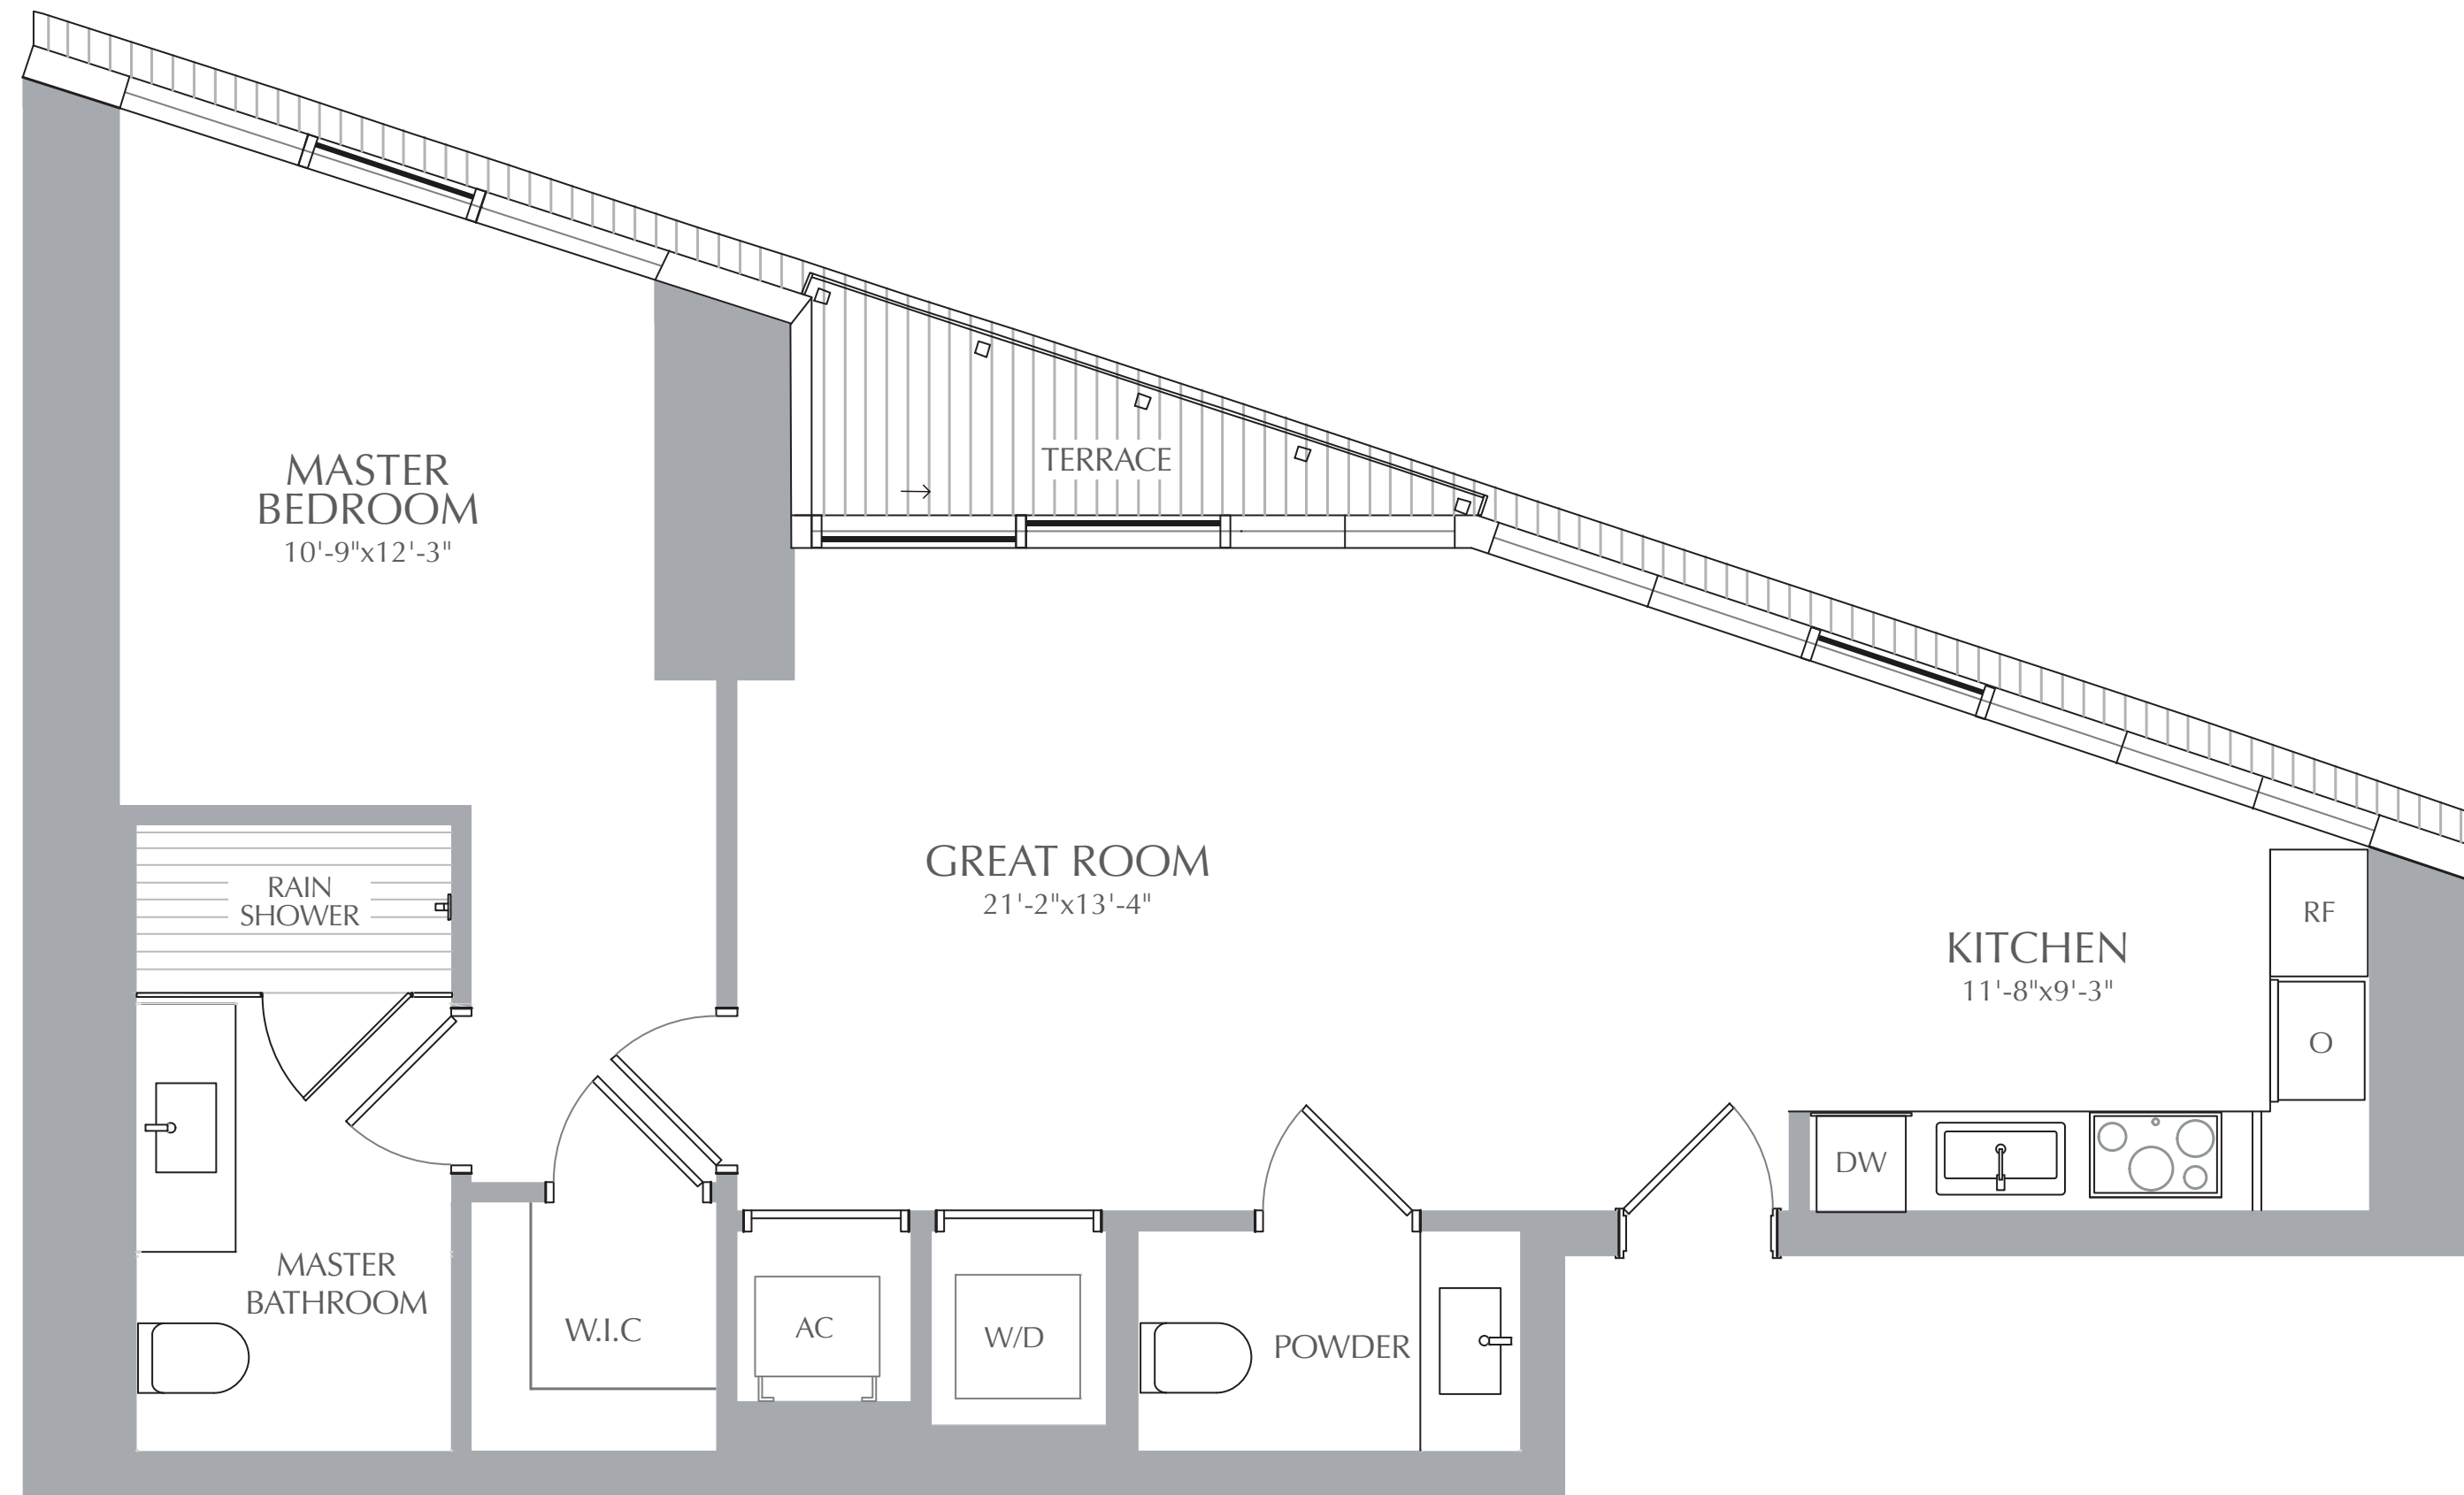 MASTER
BEDROOM
10'-9"x12'-3"
TERRACE
GREAT ROOM
21'-2"x13'-4"
KITCHEN
11'-8"x9'-3"
RF
O
DW
RAIN
SHOWER
MASTER
BATHROOM
W.I.C
AC
W/D
POWDER